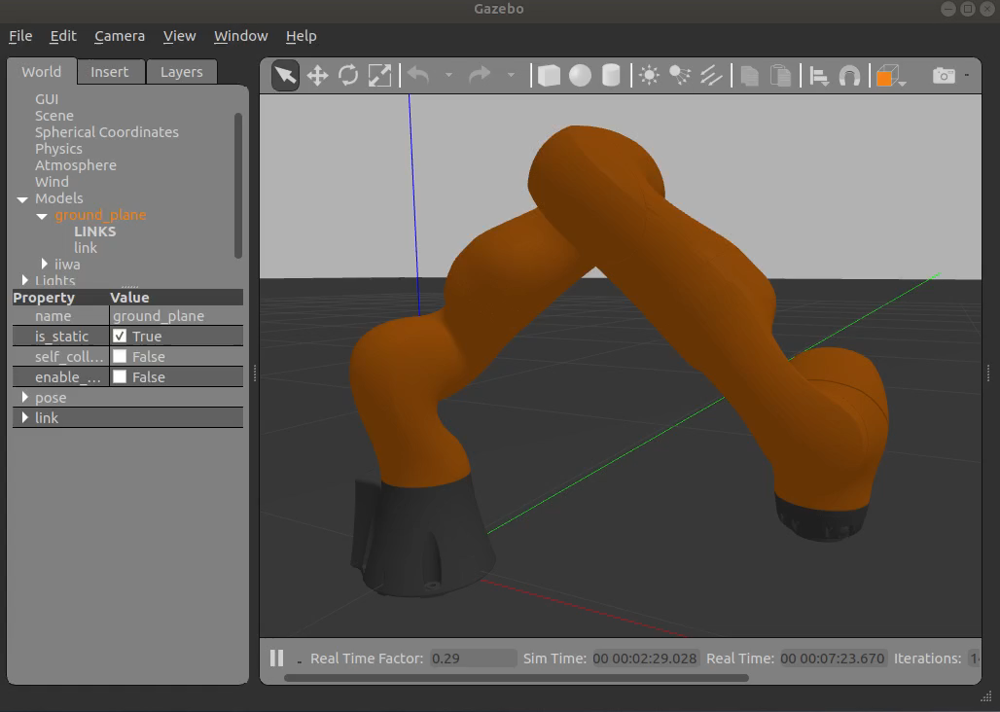 Gazebo
File Edit Camera View Window Help
World Insert Layers
GUI
Scene
Spherical Coordinates
Physics
Atmosphere
Wind
Models
ground_plane
LINKS
link
iiwa
Lights
Property Value
name ground_plane
is_static True
self_coll... False
enable_... False
pose
link
Real Time Factor: 0.29 Sim Time: 00 00:02:29.028 Real Time: 00 00:07:23.670 Iterations: